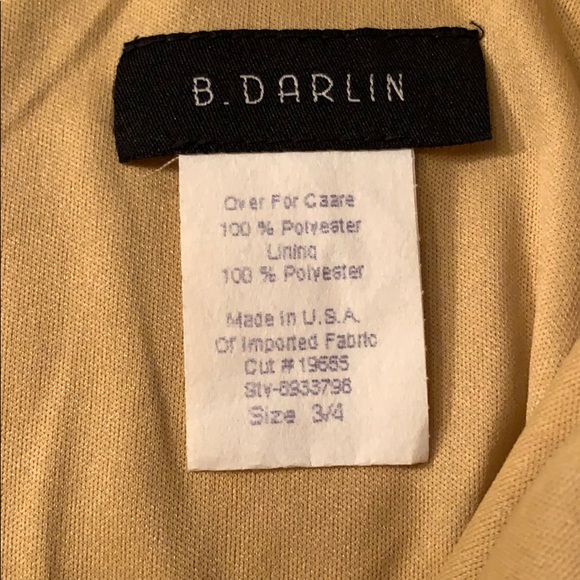 B. DARLIN
Over For Caare
100 % Polyester
Lining
100 % Polyester
Made in U.S.A.
Of Imported Fabric
Cut # 19665
Sty-6933796
Size 3/4